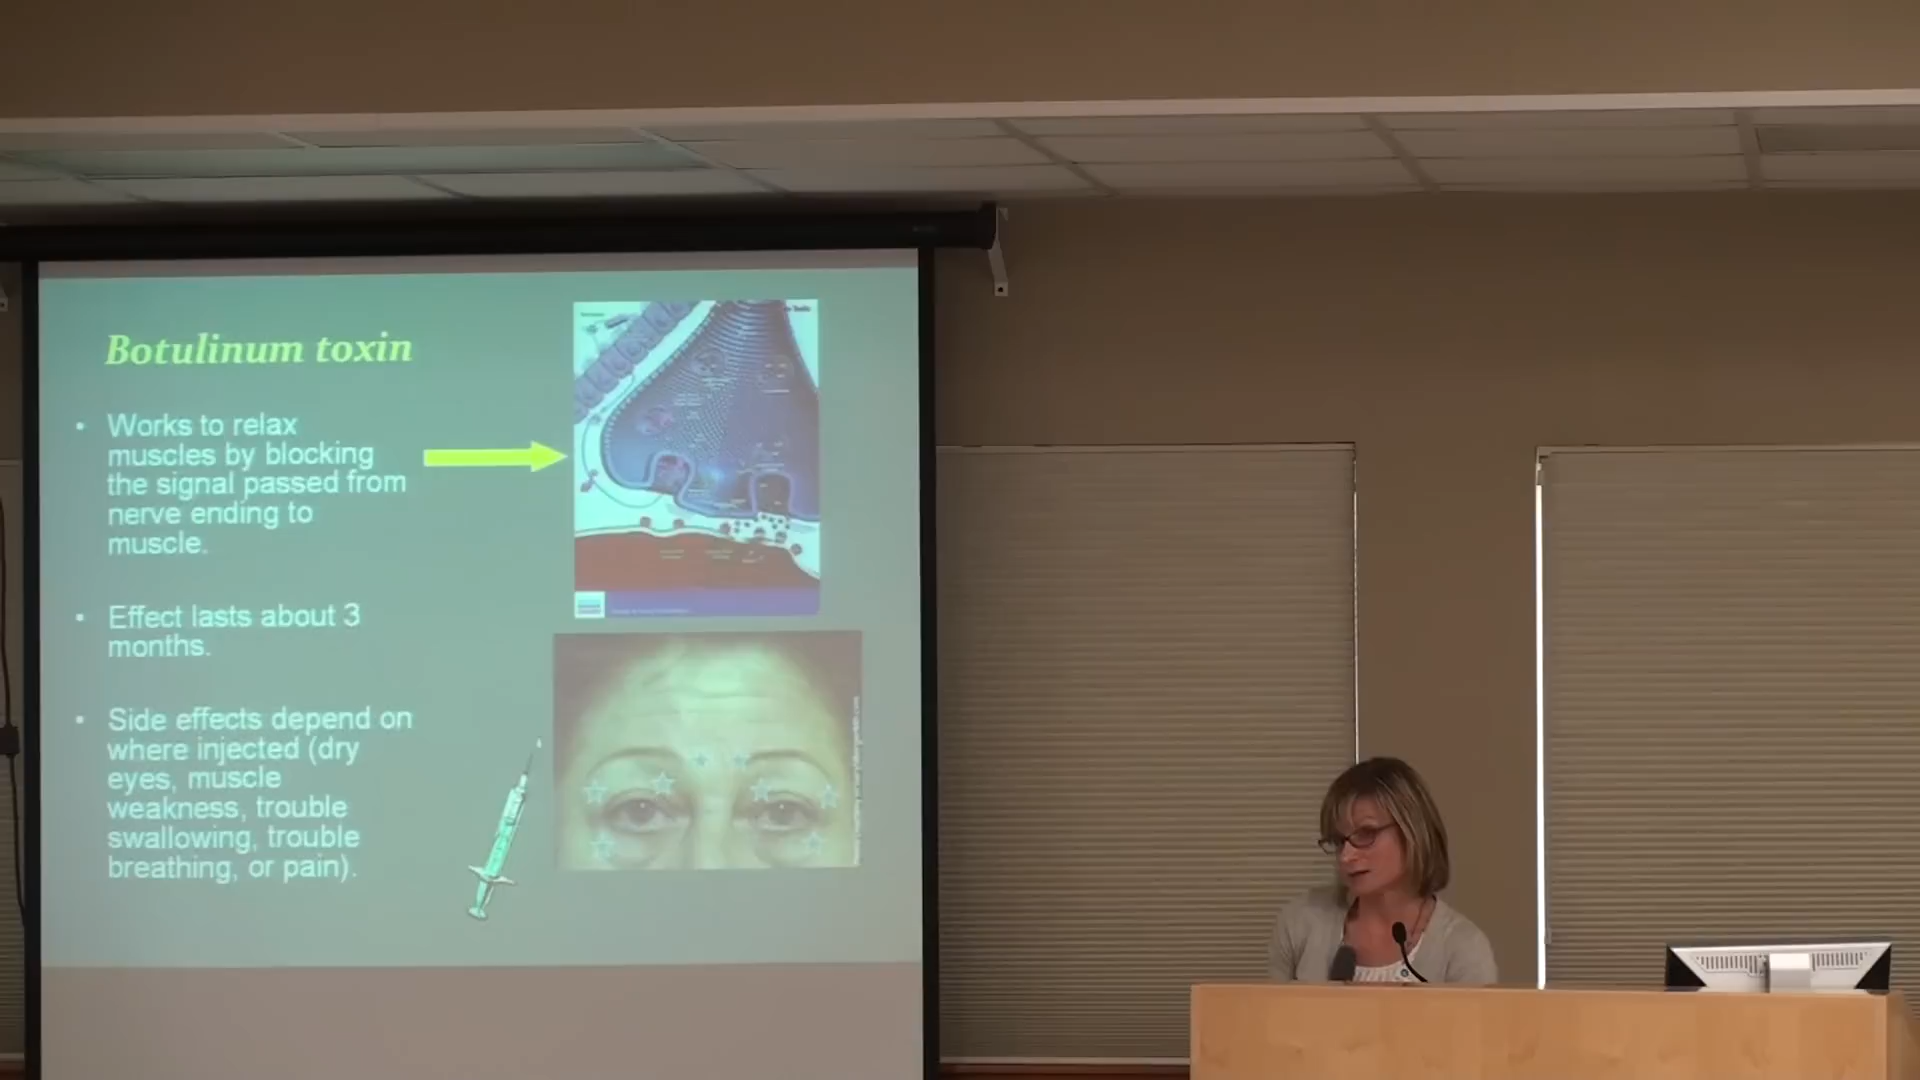 Botulinum toxin
• Works to relax
muscles by blocking
the signal passed from
nerve ending to
muscle.
• Effect lasts about 3
months.
• Side effects depend on
where injected (dry
eyes, muscle
weakness, trouble
swallowing, trouble
breathing, or pain).